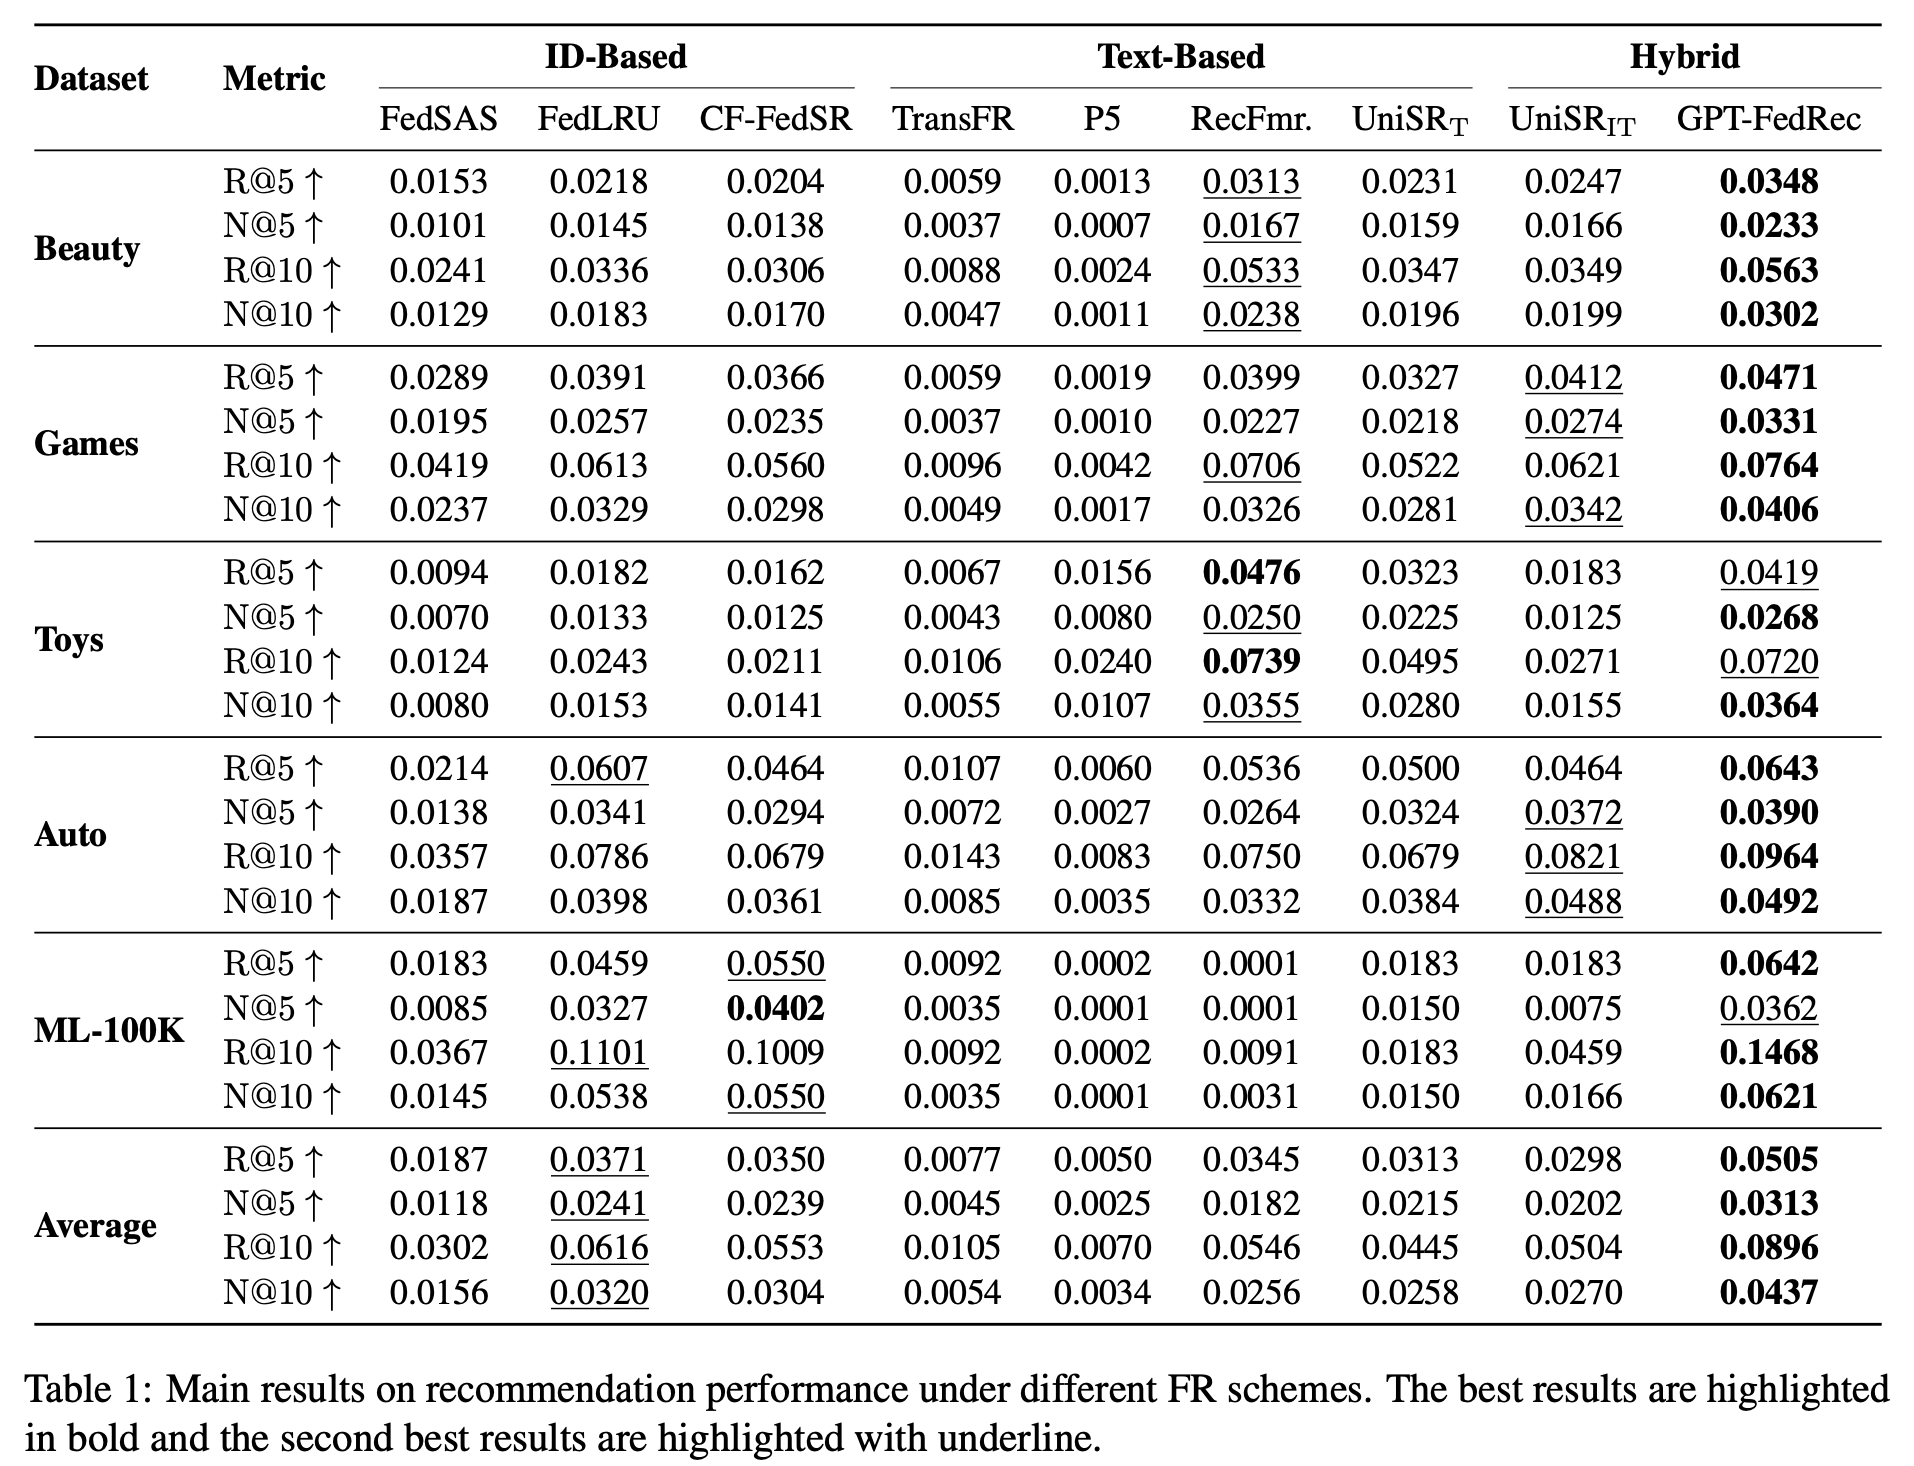 ID-Based Text-Based Hybrid
Dataset Metric
FedSAS FedLRU CF-FedSR TransFR P5 RecFmr. UniSR_T UniSR_IT GPT-FedRec
R@5 ↑ 0.0153 0.0218 0.0204 0.0059 0.0013 0.0313 0.0231 0.0247 0.0348
N@5 ↑ 0.0101 0.0145 0.0138 0.0037 0.0007 0.0167 0.0159 0.0166 0.0233
Beauty
R@10 ↑ 0.0241 0.0336 0.0306 0.0088 0.0024 0.0533 0.0347 0.0349 0.0563
N@10 ↑ 0.0129 0.0183 0.0170 0.0047 0.0011 0.0238 0.0196 0.0199 0.0302
R@5 ↑ 0.0289 0.0391 0.0366 0.0059 0.0019 0.0399 0.0327 0.0412 0.0471
N@5 ↑ 0.0195 0.0257 0.0235 0.0037 0.0010 0.0227 0.0218 0.0274 0.0331
Games
R@10 ↑ 0.0419 0.0613 0.0560 0.0096 0.0042 0.0706 0.0522 0.0621 0.0764
N@10 ↑ 0.0237 0.0329 0.0298 0.0049 0.0017 0.0326 0.0281 0.0342 0.0406
R@5 ↑ 0.0094 0.0182 0.0162 0.0067 0.0156 0.0476 0.0323 0.0183 0.0419
N@5 ↑ 0.0070 0.0133 0.0125 0.0043 0.0080 0.0250 0.0225 0.0125 0.0268
Toys
R@10 ↑ 0.0124 0.0243 0.0211 0.0106 0.0240 0.0739 0.0495 0.0271 0.0720
N@10 ↑ 0.0080 0.0153 0.0141 0.0055 0.0107 0.0355 0.0280 0.0155 0.0364
R@5 ↑ 0.0214 0.0607 0.0464 0.0107 0.0060 0.0536 0.0500 0.0464 0.0643
N@5 ↑ 0.0138 0.0341 0.0294 0.0072 0.0027 0.0264 0.0324 0.0372 0.0390
Auto
R@10 ↑ 0.0357 0.0786 0.0679 0.0143 0.0083 0.0750 0.0679 0.0821 0.0964
N@10 ↑ 0.0187 0.0398 0.0361 0.0085 0.0035 0.0332 0.0384 0.0488 0.0492
R@5 ↑ 0.0183 0.0459 0.0550 0.0092 0.0002 0.0001 0.0183 0.0183 0.0642
N@5 ↑ 0.0085 0.0327 0.0402 0.0035 0.0001 0.0001 0.0150 0.0075 0.0362
ML-100K
R@10 ↑ 0.0367 0.1101 0.1009 0.0092 0.0002 0.0091 0.0183 0.0459 0.1468
N@10 ↑ 0.0145 0.0538 0.0550 0.0035 0.0001 0.0031 0.0150 0.0166 0.0621
R@5 ↑ 0.0187 0.0371 0.0350 0.0077 0.0050 0.0345 0.0313 0.0298 0.0505
N@5 ↑ 0.0118 0.0241 0.0239 0.0045 0.0025 0.0182 0.0215 0.0202 0.0313
Average
R@10 ↑ 0.0302 0.0616 0.0553 0.0105 0.0070 0.0546 0.0445 0.0504 0.0896
N@10 ↑ 0.0156 0.0320 0.0304 0.0054 0.0034 0.0256 0.0258 0.0270 0.0437
Table 1: Main results on recommendation performance under different FR schemes. The best results are highlighted
in bold and the second best results are highlighted with underline.